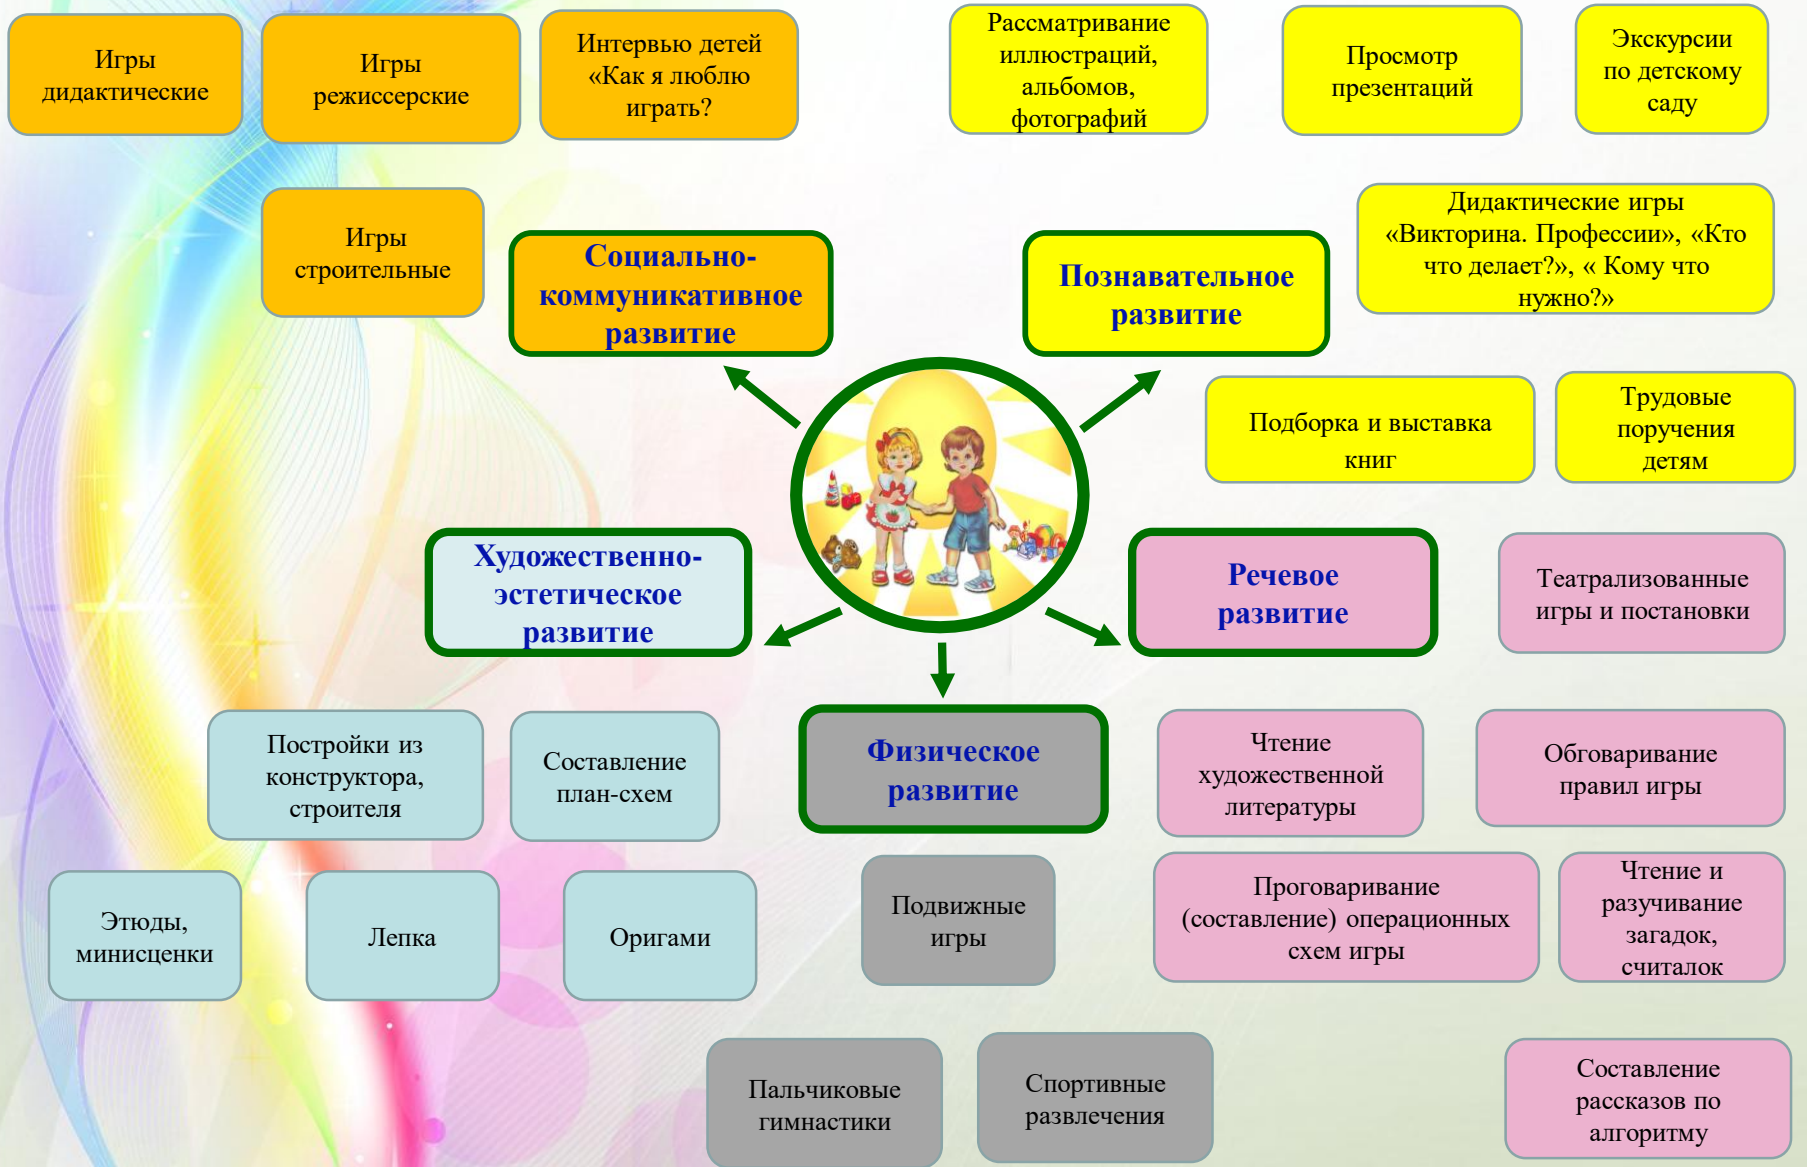 Игры
дидактические
Игры
режиссерские
Интервью детей
«Как я люблю
играть?
Рассматривание
иллюстраций,
альбомов,
фотографий
Просмотр
презентаций
Экскурсии
по детскому
саду
Игры
строительные
Социально-
коммуникативное
развитие
Познавательное
развитие
Дидактические игры
«Викторина. Профессии», «Кто
что делает?», « Кому что
нужно?»
Подборка и выставка
книг
Трудовые
поручения
детям
Художественно-
эстетическое
развитие
Речевое
развитие
Театрализованные
игры и постановки
Постройки из
конструктора,
строителя
Составление
план-схем
Физическое
развитие
Чтение
художественной
литературы
Обговаривание
правил игры
Этюды,
минисценки
Лепка
Оригами
Подвижные
игры
Проговаривание
(составление) операционных
схем игры
Чтение и
разучивание
загадок,
считалок
Пальчиковые
гимнастики
Спортивные
развлечения
Составление
рассказов по
алгоритму